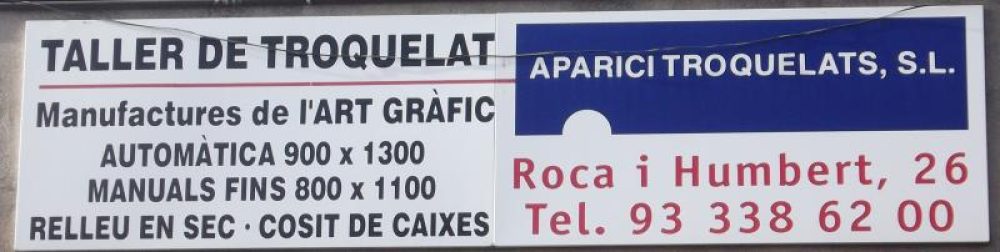 TALLER DE TROQUELAT
Manufactures de l'ART GRÀFIC
AUTOMÀTICA 900 x 1300
MANUALS FINS 800 x 1100
RELLEU EN SEC · COSIT DE CAIXES
APARICI TROQUELATS, S.L.
Roca i Humbert, 26
Tel. 93 338 62 00